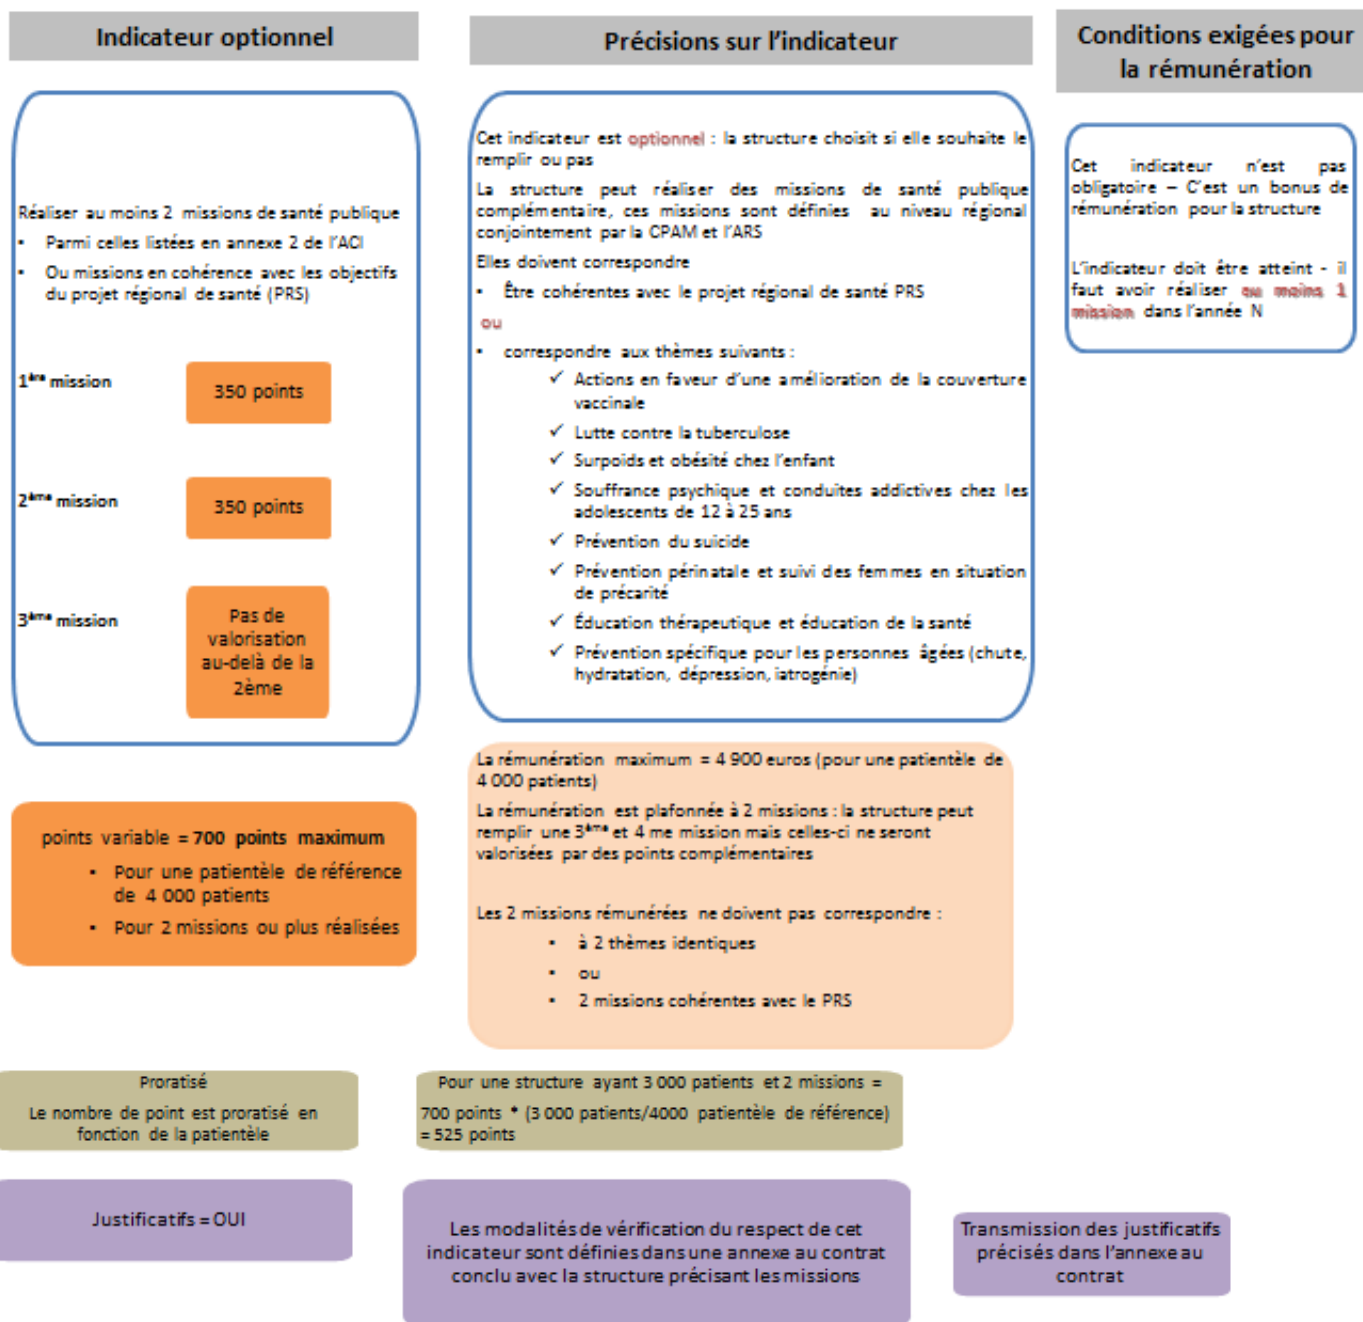 Indicateur optionnel
Réaliser au moins 2 missions de santé publique
▪ Parmi celles listées en annexe 2 de l'ACI
▪ Ou missions en cohérence avec les objectifs
du projet régional de santé (PRS)
1ère mission
350 points
2ème mission
350 points
3ème mission
Pas de
valorisation
au-delà de la
2ème
points variable = 700 points maximum
▪ Pour une patientèle de référence
de 4 000 patients
▪ Pour 2 missions ou plus réalisées
Précisions sur l'indicateur
Cet indicateur est optionnel : la structure choisit si elle souhaite le
remplir ou pas
La structure peut réaliser des missions de santé publique
complémentaire, ces missions sont définies au niveau régional
conjointement par la CPAM et l'ARS
Elles doivent correspondre
▪ Être cohérentes avec le projet régional de santé PRS
ou
▪ correspondre aux thèmes suivants :
✓ Actions en faveur d'une amélioration de la couverture
vaccinale
✓ Lutte contre la tuberculose
✓ Surpoids et obésité chez l'enfant
✓ Souffrance psychique et conduites addictives chez les
adolescents de 12 à 25 ans
✓ Prévention du suicide
✓ Prévention périnatale et suivi des femmes en situation
de précarité
✓ Éducation thérapeutique et éducation de la santé
✓ Prévention spécifique pour les personnes âgées (chute,
hydratation, dépression, iatrogénie)
La rémunération maximum = 4 900 euros (pour une patientèle de
4 000 patients)
La rémunération est plafonnée à 2 missions : la structure peut
remplir une 3ème et 4 me mission mais celles-ci ne seront
valorisées par des points complémentaires
Les 2 missions rémunérées ne doivent pas correspondre :
▪ à 2 thèmes identiques
▪ ou
▪ 2 missions cohérentes avec le PRS
Conditions exigées pour
la rémunération
Cet indicateur n'est pas
obligatoire – C'est un bonus de
rémunération pour la structure
L'indicateur doit être atteint - il
faut avoir réaliser au moins 1
mission dans l'année N
Proratisé
Le nombre de point est proratisé en
fonction de la patientèle
Pour une structure ayant 3 000 patients et 2 missions =
700 points * (3 000 patients/4000 patientèle de référence)
= 525 points
Justificatifs = OUI
Les modalités de vérification du respect de cet
indicateur sont définies dans une annexe au contrat
conclu avec la structure précisant les missions
Transmission des justificatifs
précisés dans l'annexe au
contrat